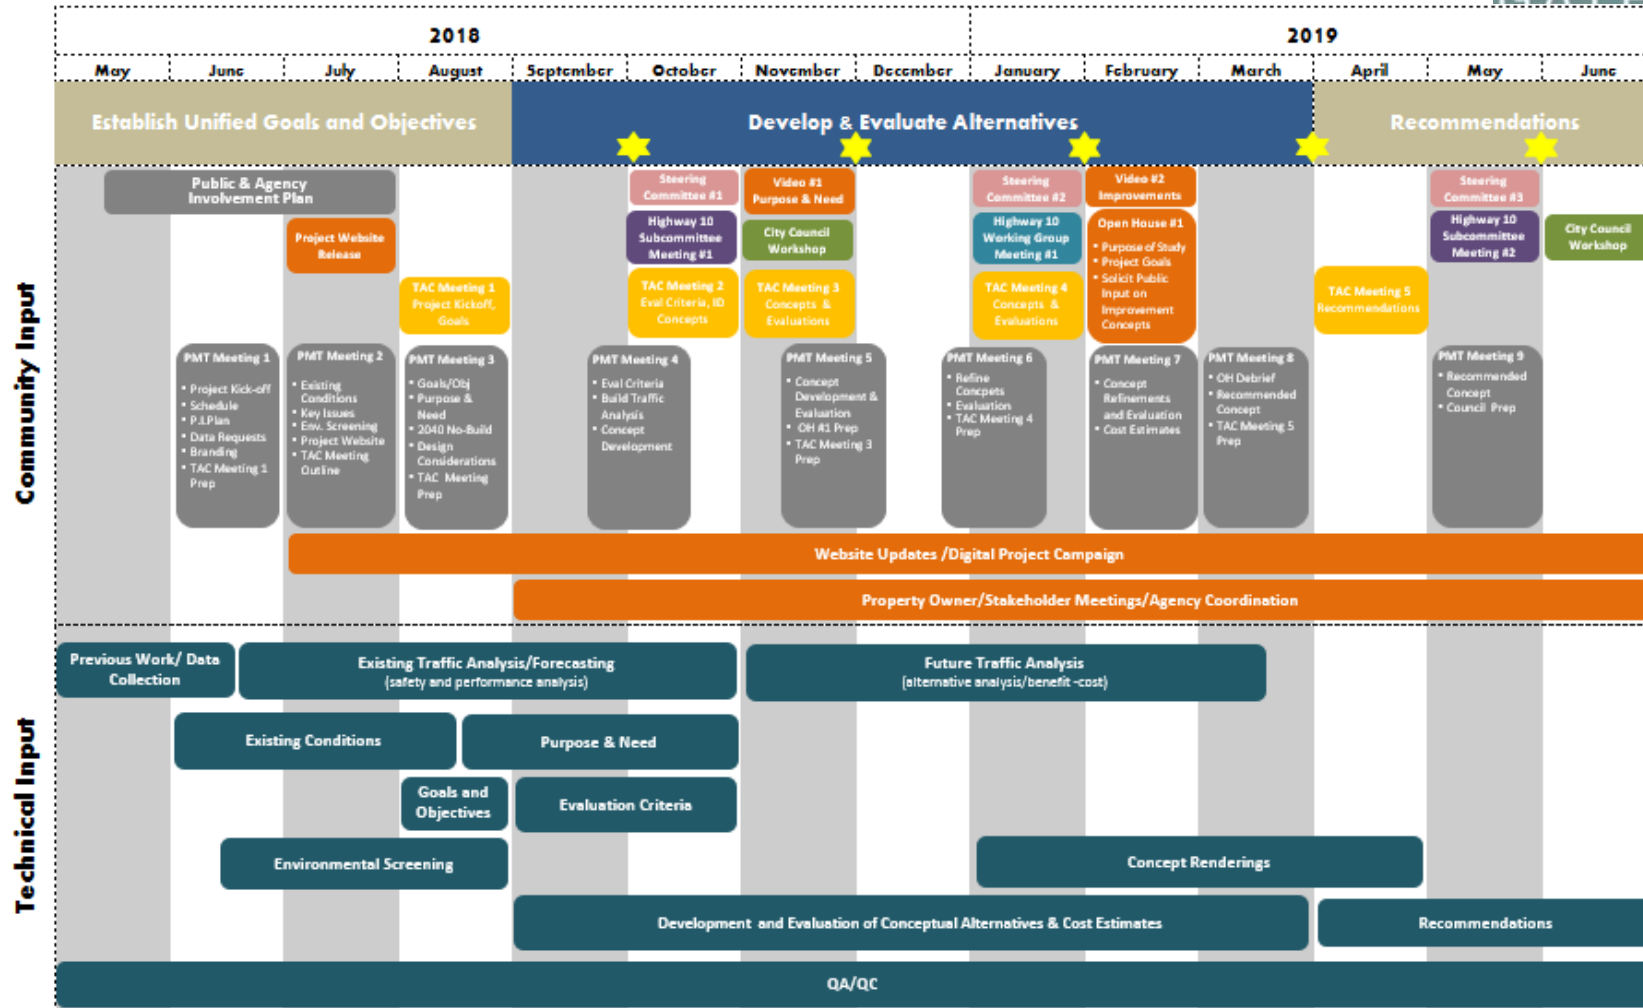 2018
2019
May
June
July
August
September
October
November
December
January
February
March
April
May
June
Establish Unified Goals and Objectives
Develop & Evaluate Alternatives
Recommendations
Community Input
Public & Agency
Involvement Plan
Project Website
Release
TAC Meeting 1
Project Kickoff,
Goals
Steering
Committee #1
Highway 10
Subcommittee
Meeting #1
TAC Meeting 2
Eval Criteria, ID
Concepts
Video #1
Purpose & Need
City Council
Workshop
TAC Meeting 3
Concepts &
Evaluations
Steering
Committee #2
Highway 10
Working Group
Meeting #1
TAC Meeting 4
Concepts &
Evaluations
Video #2
Improvements
Open House #1
▪ Purpose of Study
▪ Project Goals
▪ Solicit Public
Input on
Improvement
Concepts
TAC Meeting 5
Recommendations
Steering
Committee #3
Highway 10
Subcommittee
Meeting #2
City Council
Workshop
PMT Meeting 1
▪ Project Kick-off
▪ Schedule
▪ P.I.Plan
▪ Data Requests
▪ Branding
▪ TAC Meeting 1
Prep
PMT Meeting 2
▪ Existing
Conditions
▪ Key Issues
▪ Env. Screening
▪ Project Website
▪ TAC Meeting
Outline
PMT Meeting 3
▪ Goals/Obj
▪ Purpose &
Need
▪ 2040 No-Build
▪ Design
Considerations
▪ TAC Meeting
Prep
PMT Meeting 4
▪ Eval Criteria
▪ Build Traffic
Analysis
▪ Concept
Development
PMT Meeting 5
▪ Concept
Development &
Evaluation
▪ OH #1 Prep
▪ TAC Meeting 3
Prep
PMT Meeting 6
▪ Refine
Concpets
▪ Evaluation
▪ TAC Meeting 4
Prep
PMT Meeting 7
▪ Concept
Refinements
and Evaluation
▪ Cost Estimates
PMT Meeting 8
▪ OH Debrief
▪ Recommended
Concept
▪ TAC Meeting 5
Prep
PMT Meeting 9
▪ Recommended
Concept
▪ Council Prep
Website Updates /Digital Project Campaign
Property Owner/Stakeholder Meetings/Agency Coordination
Technical Input
Previous Work/ Data
Collection
Existing Traffic Analysis/Forecasting
(safety and performance analysis)
Future Traffic Analysis
(alternative analysis/benefit -cost)
Existing Conditions
Purpose & Need
Goals and
Objectives
Evaluation Criteria
Environmental Screening
Concept Renderings
Development and Evaluation of Conceptual Alternatives & Cost Estimates
Recommendations
QA/QC